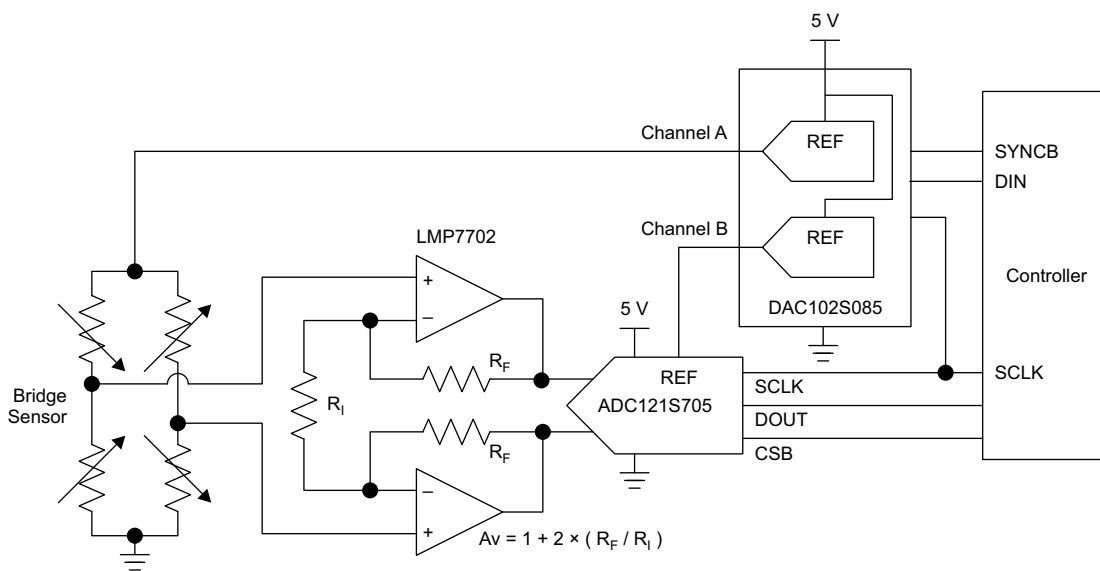 5 V
Channel A
REF
SYNCB
DIN
LMP7702
Channel B
REF
+
–
5 V
DAC102S085
Controller
R_F
REF
SCLK
SCLK
Bridge
Sensor
R_I
ADC121S705
DOUT
R_F
CSB
–
+
Av = 1 + 2 × ( R_F / R_I )